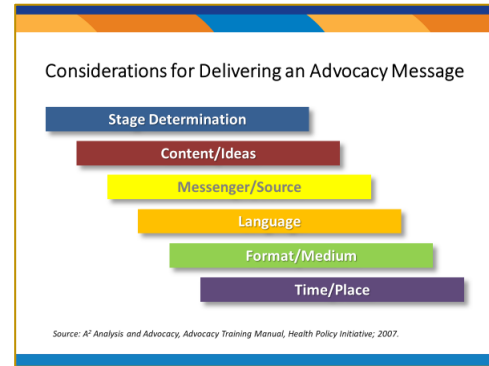 Considerations for Delivering an Advocacy Message
Stage Determination
Content/Ideas
Messenger/Source
Language
Format/Medium
Time/Place
Source: A² Analysis and Advocacy, Advocacy Training Manual, Health Policy Initiative; 2007.